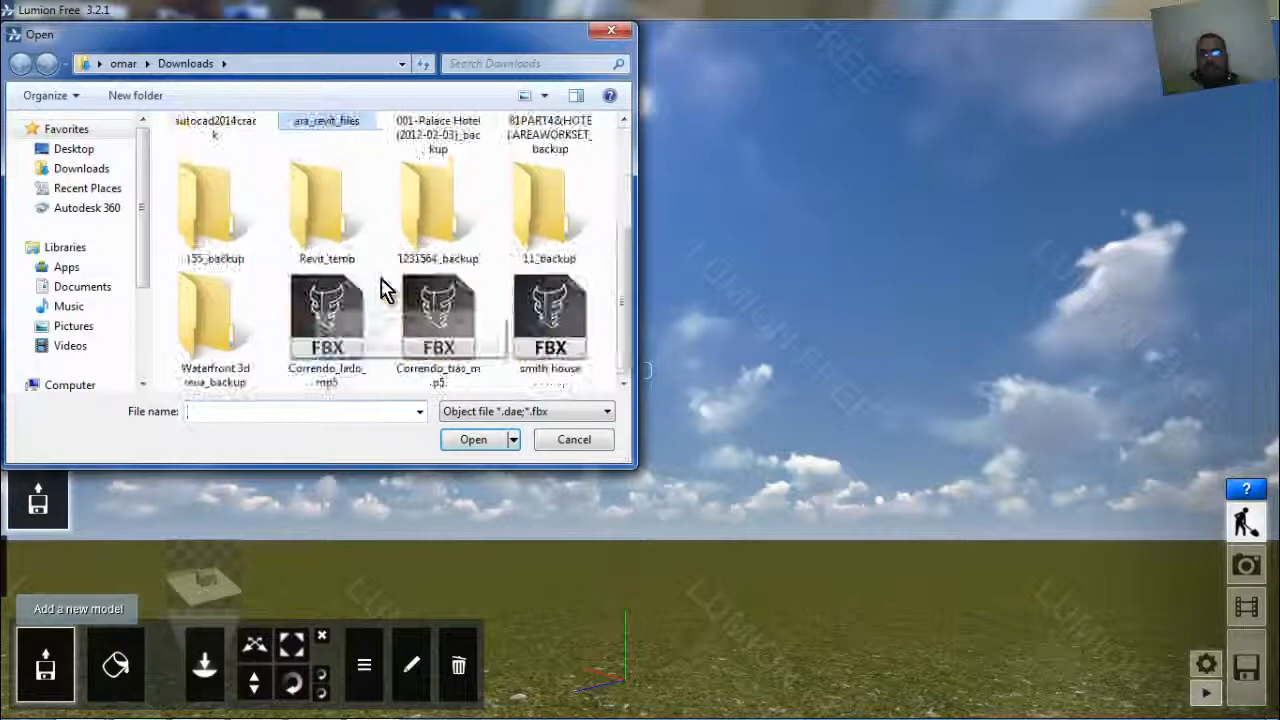 Lumion Free 3.2.1
Open
omar
Downloads
Search Downloads
Organize
New folder
Favorites
Desktop
Downloads
Recent Places
Autodesk 360
Libraries
Apps
Documents
Music
Pictures
Videos
Computer
autocad2014crac
k
ara_revit_files
001-Palace Hotel
(2012-02-03)_bac
kup
81PART4&HOTE
LAREAWORKSET_
backup
155_backup
Revit_temp
1231564_backup
11_backup
Waterfront 3d
FBX
Correndo_lado_
mp5
FBX
Correndo_tras_m
p5
FBX
smith house
File name:
Object file *.dae;*.fbx
Open
Cancel
LUMION FREE
?
Add a new model